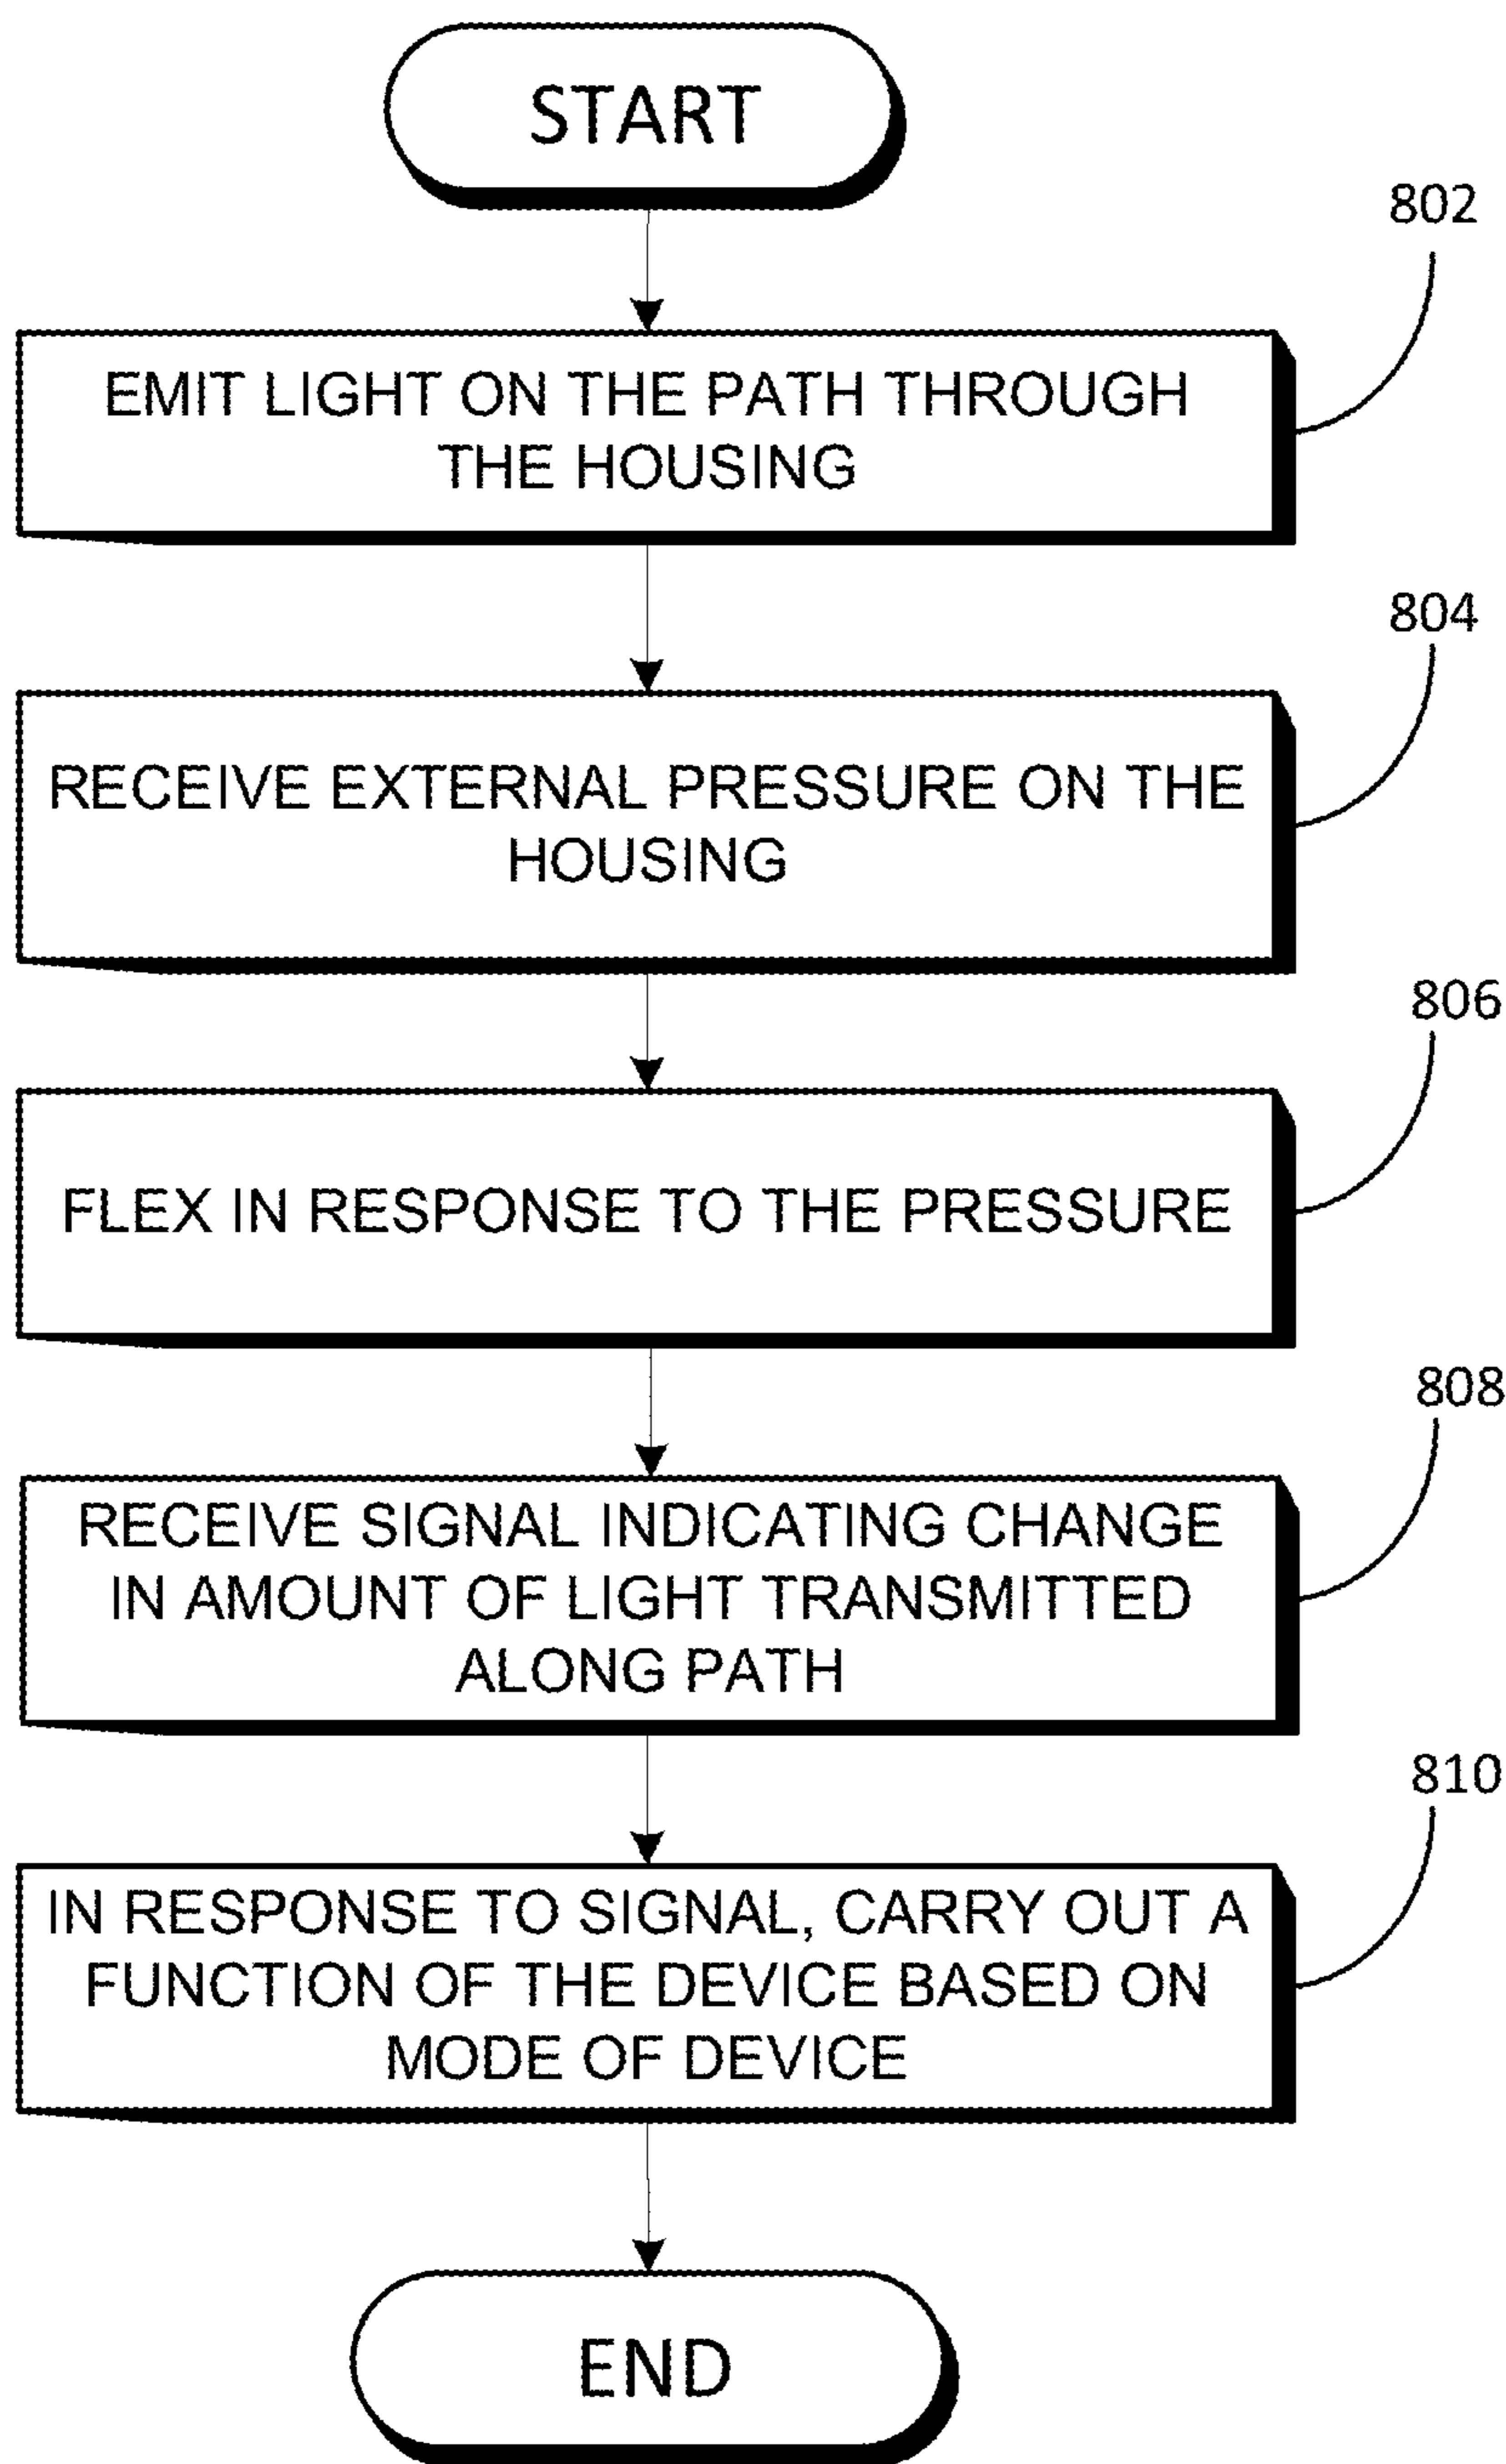 START
802
EMIT LIGHT ON THE PATH THROUGH
THE HOUSING
804
RECEIVE EXTERNAL PRESSURE ON THE
HOUSING
806
FLEX IN RESPONSE TO THE PRESSURE
808
RECEIVE SIGNAL INDICATING CHANGE
IN AMOUNT OF LIGHT TRANSMITTED
ALONG PATH
810
IN RESPONSE TO SIGNAL, CARRY OUT A
FUNCTION OF THE DEVICE BASED ON
MODE OF DEVICE
END